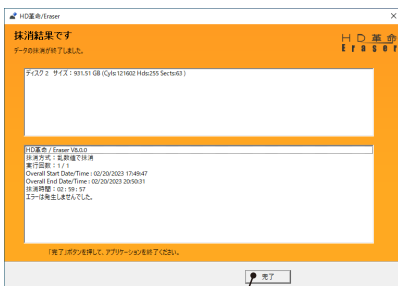 HD革命/Eraser
抹消結果です
データの抹消が終了しました。
HD革命
Eraser
ディスク 2 サイズ : 931.51 GB (Cyls:121602 Hds:255 Sects:63 )
HD革命 / Eraser V8.0.0
抹消方式 : 乱数値で抹消
実行回数 : 1 / 1
Overall Start Date/Time : 02/20/2023 17:49:47
Overall End Date/Time : 02/20/2023 20:50:31
抹消時間 : 02 : 59 : 57
エラーは発生しませんでした。
「完了」ボタンを押して、アプリケーションを終了ください。
完了